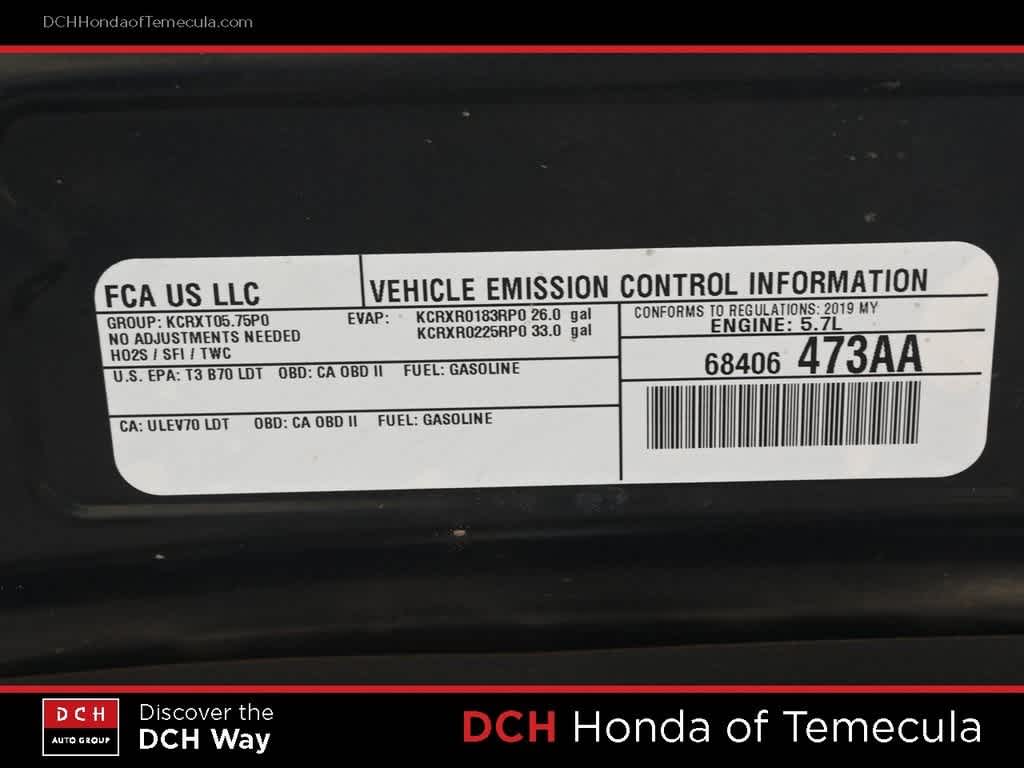 DCHHondaofTemecula.com
FCA US LLC
VEHICLE EMISSION CONTROL INFORMATION
GROUP: KCRXT05.75P0
EVAP: KCRXR0183RP0 26.0 gal
KCRXR0225RP0 33.0 gal
NO ADJUSTMENTS NEEDED
HO2S / SFI / TWC
CONFORMS TO REGULATIONS: 2019 MY
ENGINE: 5.7L
68406 473AA
U.S. EPA: T3 B70 LDT OBD: CA OBD II FUEL: GASOLINE
CA: ULEV70 LDT OBD: CA OBD II FUEL: GASOLINE
DCH
AUTO GROUP
Discover the
DCH Way
DCH Honda of Temecula